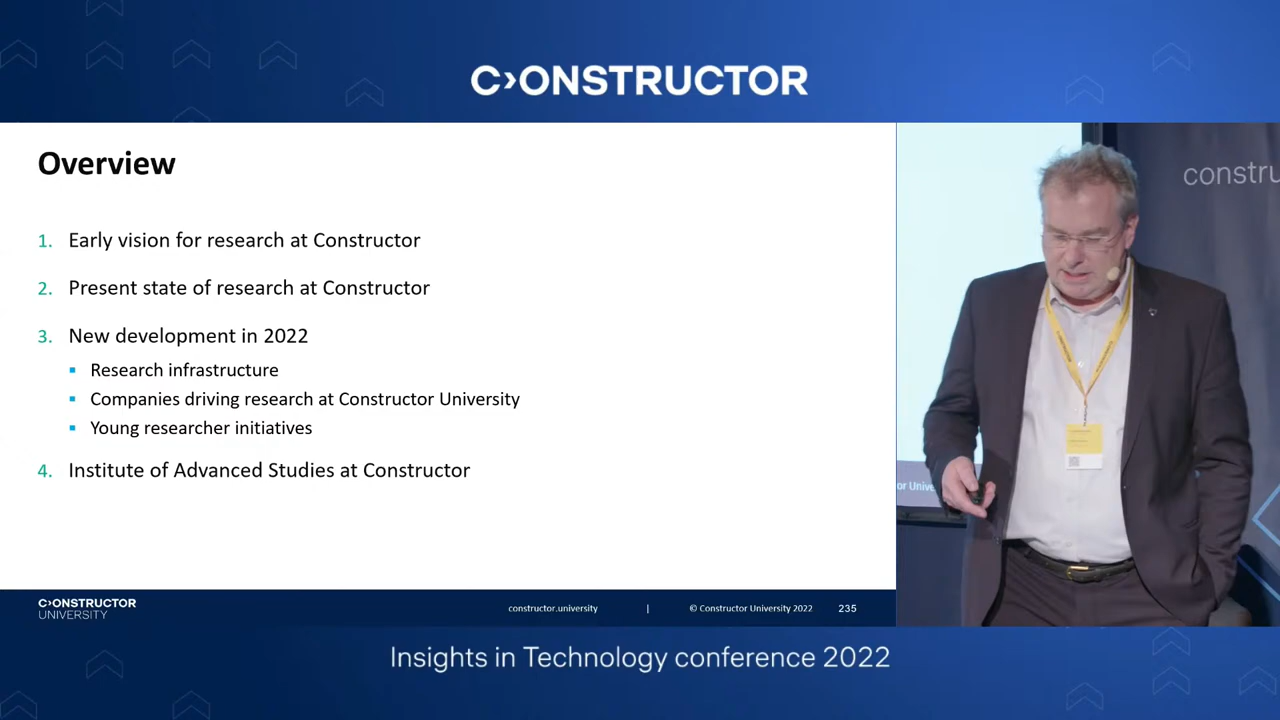 C>ONSTRUCTOR
Overview
1. Early vision for research at Constructor
2. Present state of research at Constructor
3. New development in 2022
▪ Research infrastructure
▪ Companies driving research at Constructor University
▪ Young researcher initiatives
4. Institute of Advanced Studies at Constructor
constru
or Unive
C>ONSTRUCTOR
UNIVERSITY
constructor.university | © Constructor University 2022 235
Insights in Technology conference 2022